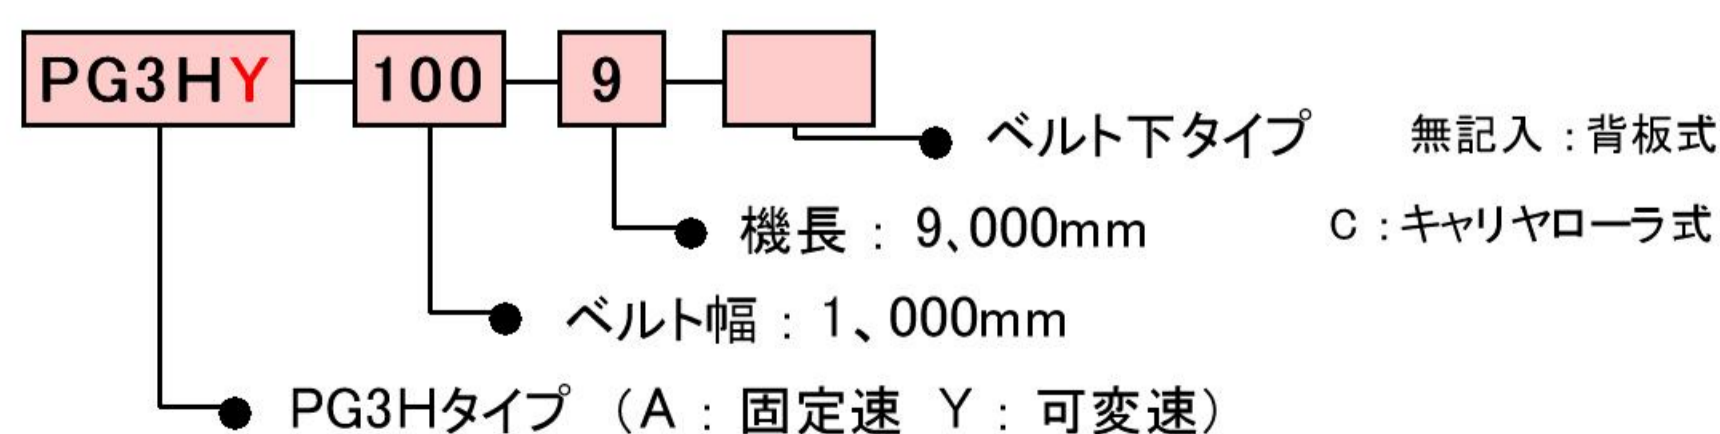 PG3HY 100 9
ベルト下タイプ 無記入：背板式
機長：9、000mm C：キャリヤローラ式
ベルト幅：1、000mm
PG3Hタイプ（A：固定速 Y：可変速）